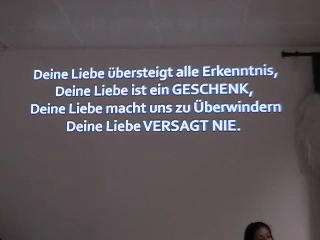 Deine Liebe übersteigt alle Erkenntnis,
Deine Liebe ist ein GESCHENK,
Deine Liebe macht uns zu Überwindern
Deine Liebe VERSAGT NIE.